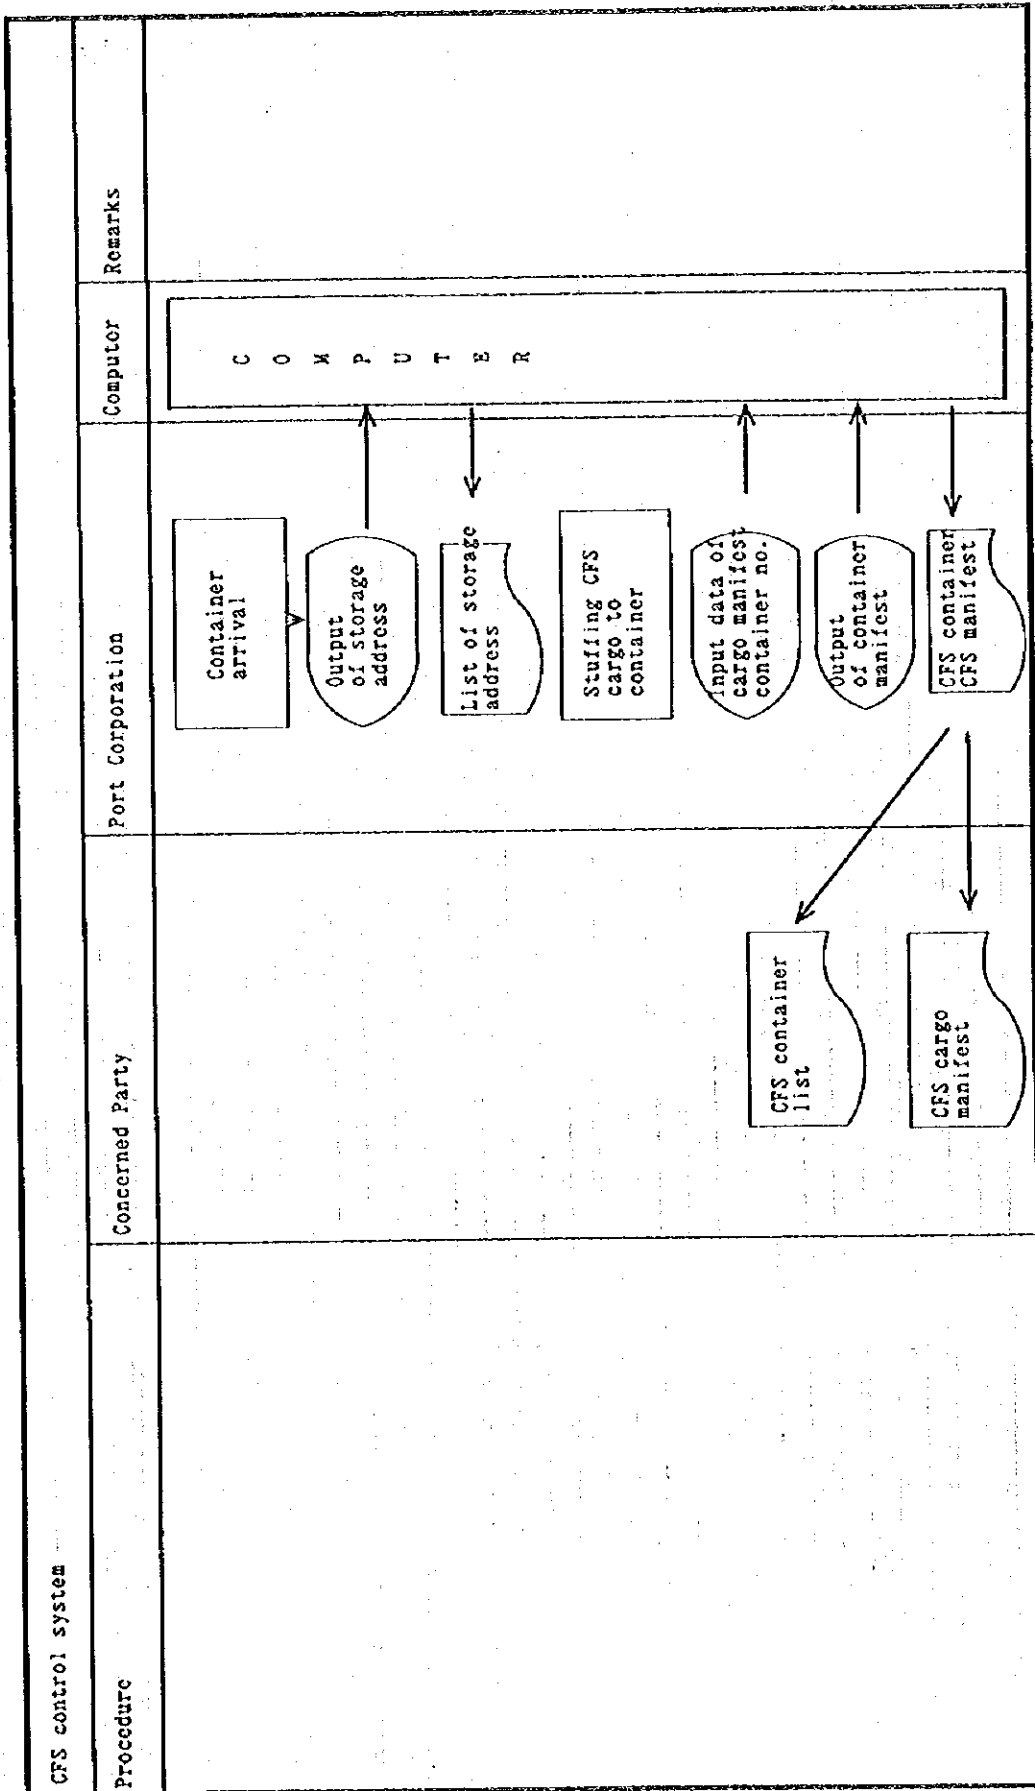 CFS control system
Procedure
Concerned Party
Port Corporation
Computor
Remarks
Container
arrival
Output
of storage
address
List of storage
address
Stuffing CFS
cargo to
container
Input data of
cargo manifest
container no.
Output
of container
manifest
CFS container
CFS manifest
COMPUTER
CFS container
list
CFS cargo
manifest